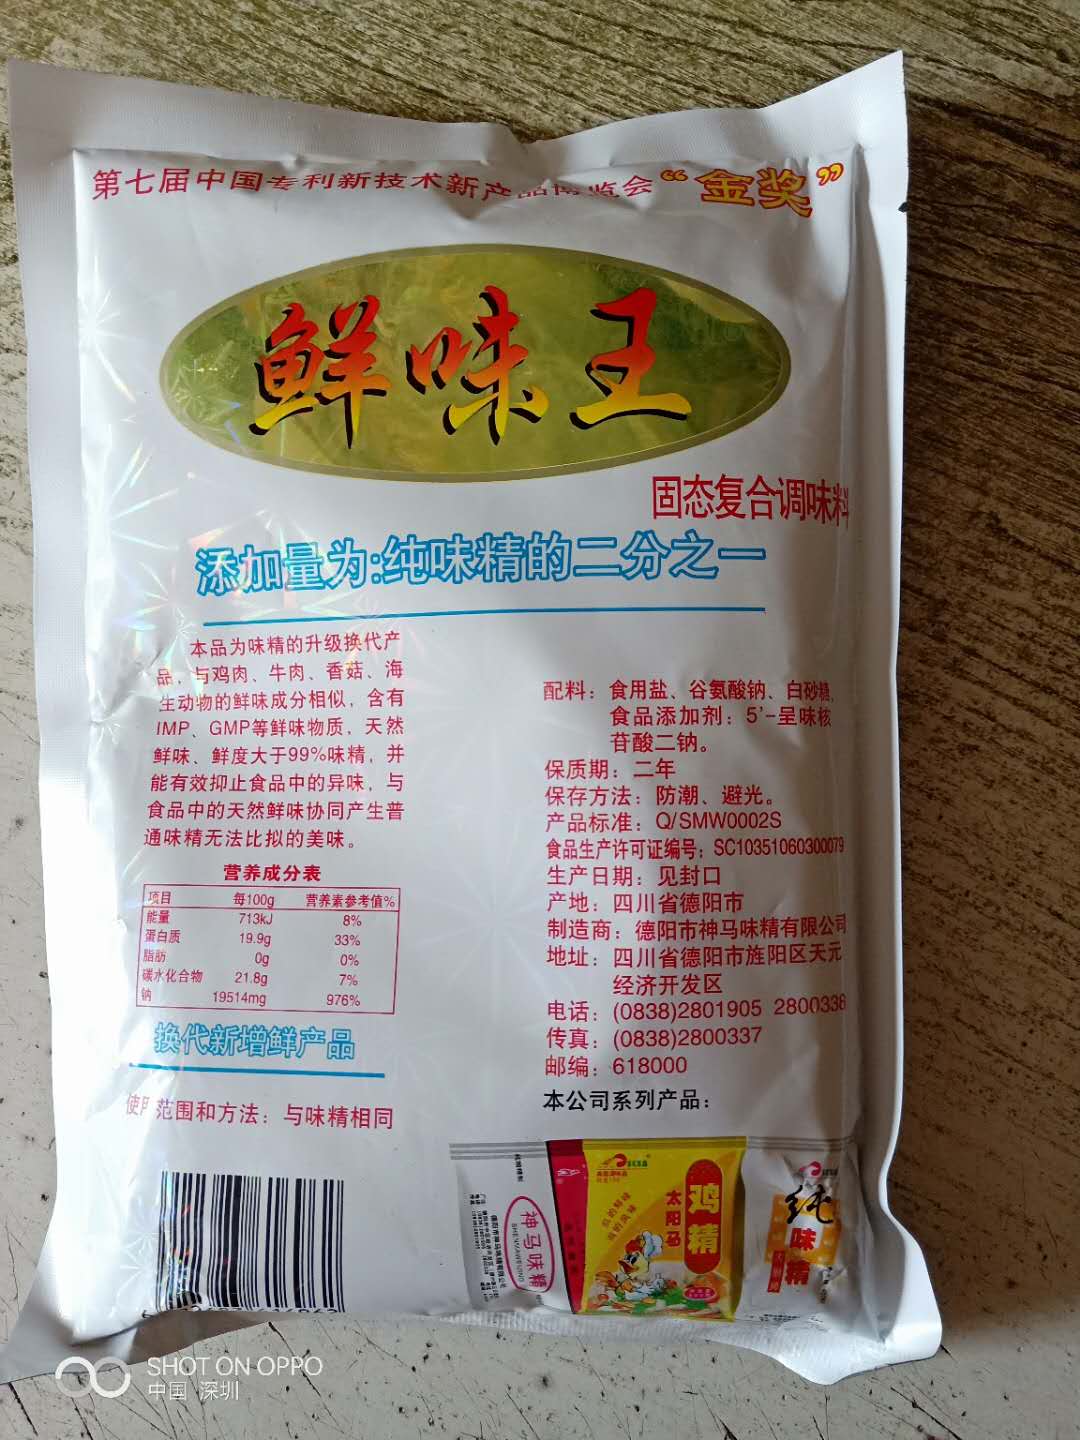 第七届中国专利新技术新产品博览会“金奖”
鲜味王
固态复合调味料
添加量为:纯味精的二分之一
本品为味精的升级换代产
品，与鸡肉、牛肉、香菇、海
生动物的鲜味成分相似，含有
IMP、GMP等鲜味物质，天然
鲜味、鲜度大于99%味精，并
能有效抑止食品中的异味，与
食品中的天然鲜味协同产生普
通味精无法比拟的美味。
营养成分表
项目 每100g 营养素参考值%
能量 713kJ 8%
蛋白质 19.9g 33%
脂肪 0g 0%
碳水化合物 21.8g 7%
钠 19514mg 976%
换代新增鲜产品
使用范围和方法：与味精相同
配料：食用盐、谷氨酸钠、白砂糖,
食品添加剂：5'-呈味核
苷酸二钠。
保质期：二年
保存方法：防潮、避光。
产品标准：Q/SMW0002S
食品生产许可证编号：SC10351060300079
生产日期：见封口
产地：四川省德阳市
制造商：德阳市神马味精有限公司
地址：四川省德阳市旌阳区天元
经济开发区
电话：(0838)2801905 2800338
传真：(0838)2800337
邮编：618000
本公司系列产品：
神马味精
太阳马
鸡精
纯
味
精
SHOT ON OPPO
中国 深圳